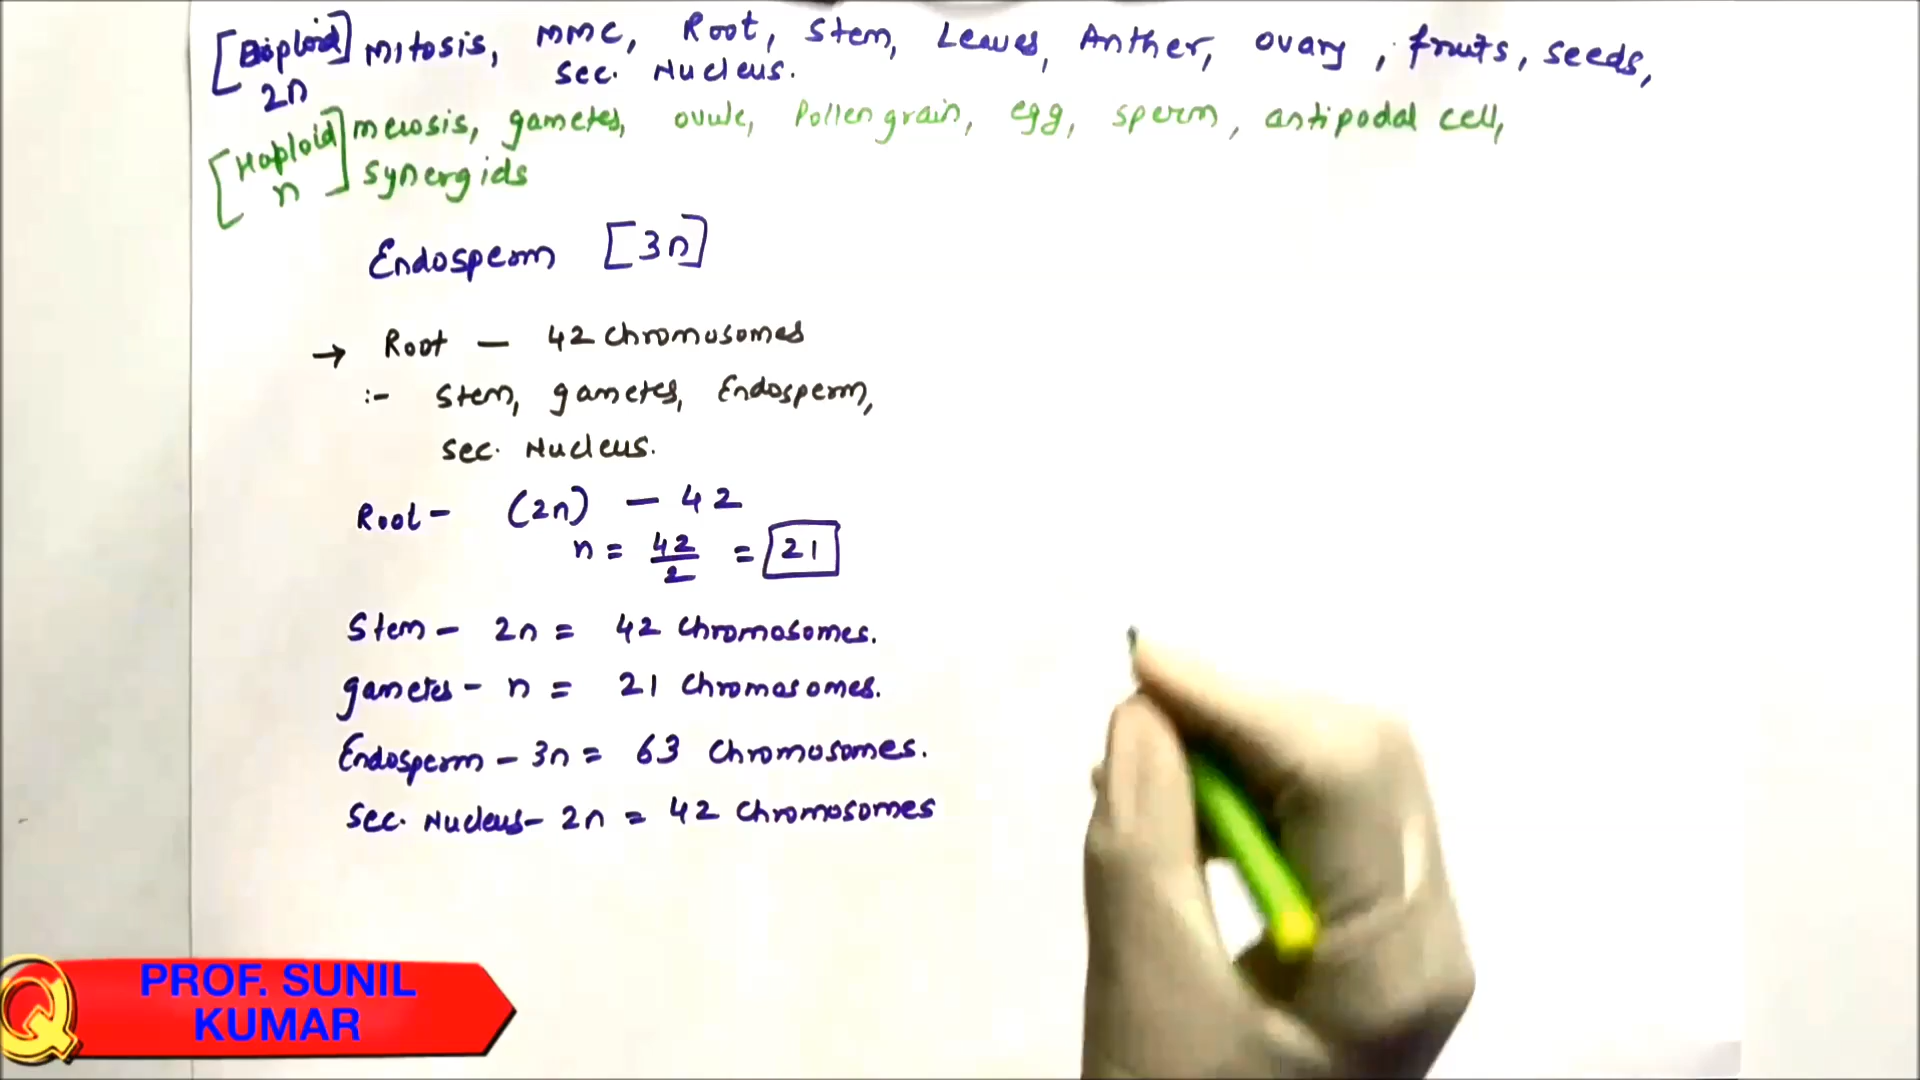 [Diploid] mitosis, MMC, Root, Stem, Leaves, Anther, ovary, fruits, seeds,
2n sec. Nucleus.
[Haploid] meiosis, gametes, ovule, Pollen grain, egg, sperm, antipodal cell,
n synergids
Endosperm [3n]
→ Root — 42 chromosomes
:- Stem, gametes, Endosperm,
sec. Nucleus.
Root - (2n) — 42
n = 42/2 = 21
Stem - 2n = 42 chromosomes.
gametes - n = 21 chromosomes.
Endosperm - 3n = 63 chromosomes.
Sec. Nucleus - 2n = 42 chromosomes
PROF. SUNIL
KUMAR